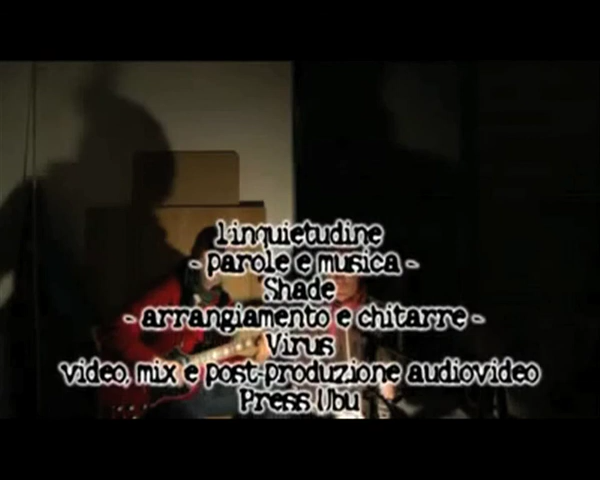 l'inquietudine
- parole e musica -
Shade
- arrangiamento e chitarre -
Virus
video, mix e post-produzione audiovideo
Press Ubu